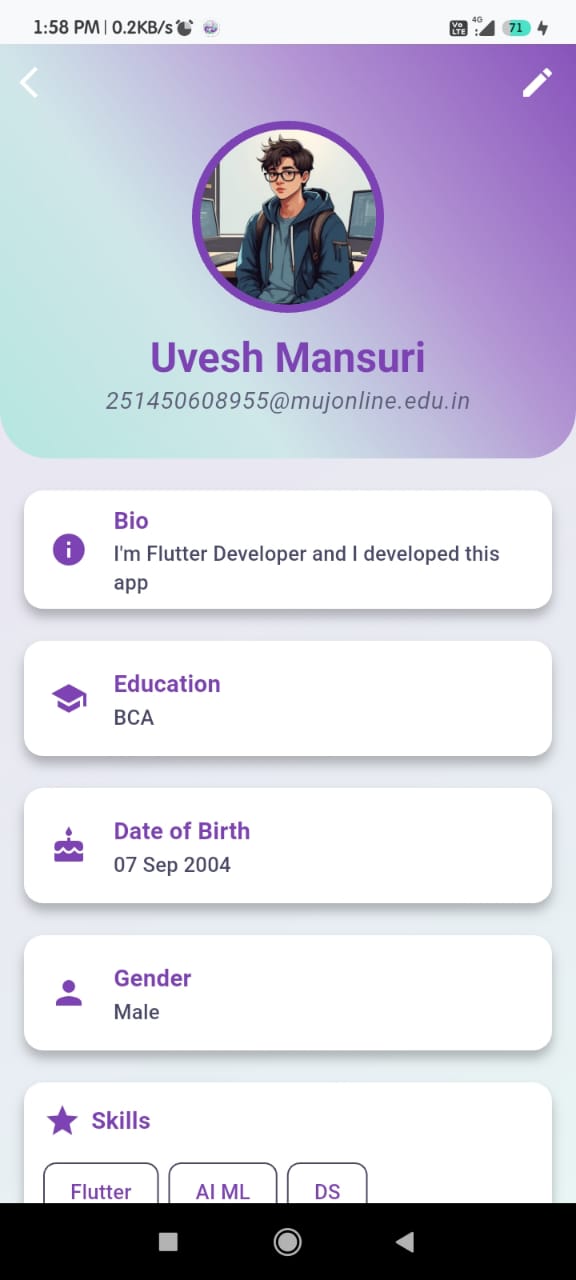 1:58 PM | 0.2KB/s
Vo LTE 4G 71
Uvesh Mansuri
251450608955@mujonline.edu.in
Bio
I'm Flutter Developer and I developed this
app
Education
BCA
Date of Birth
07 Sep 2004
Gender
Male
Skills
Flutter AI ML DS